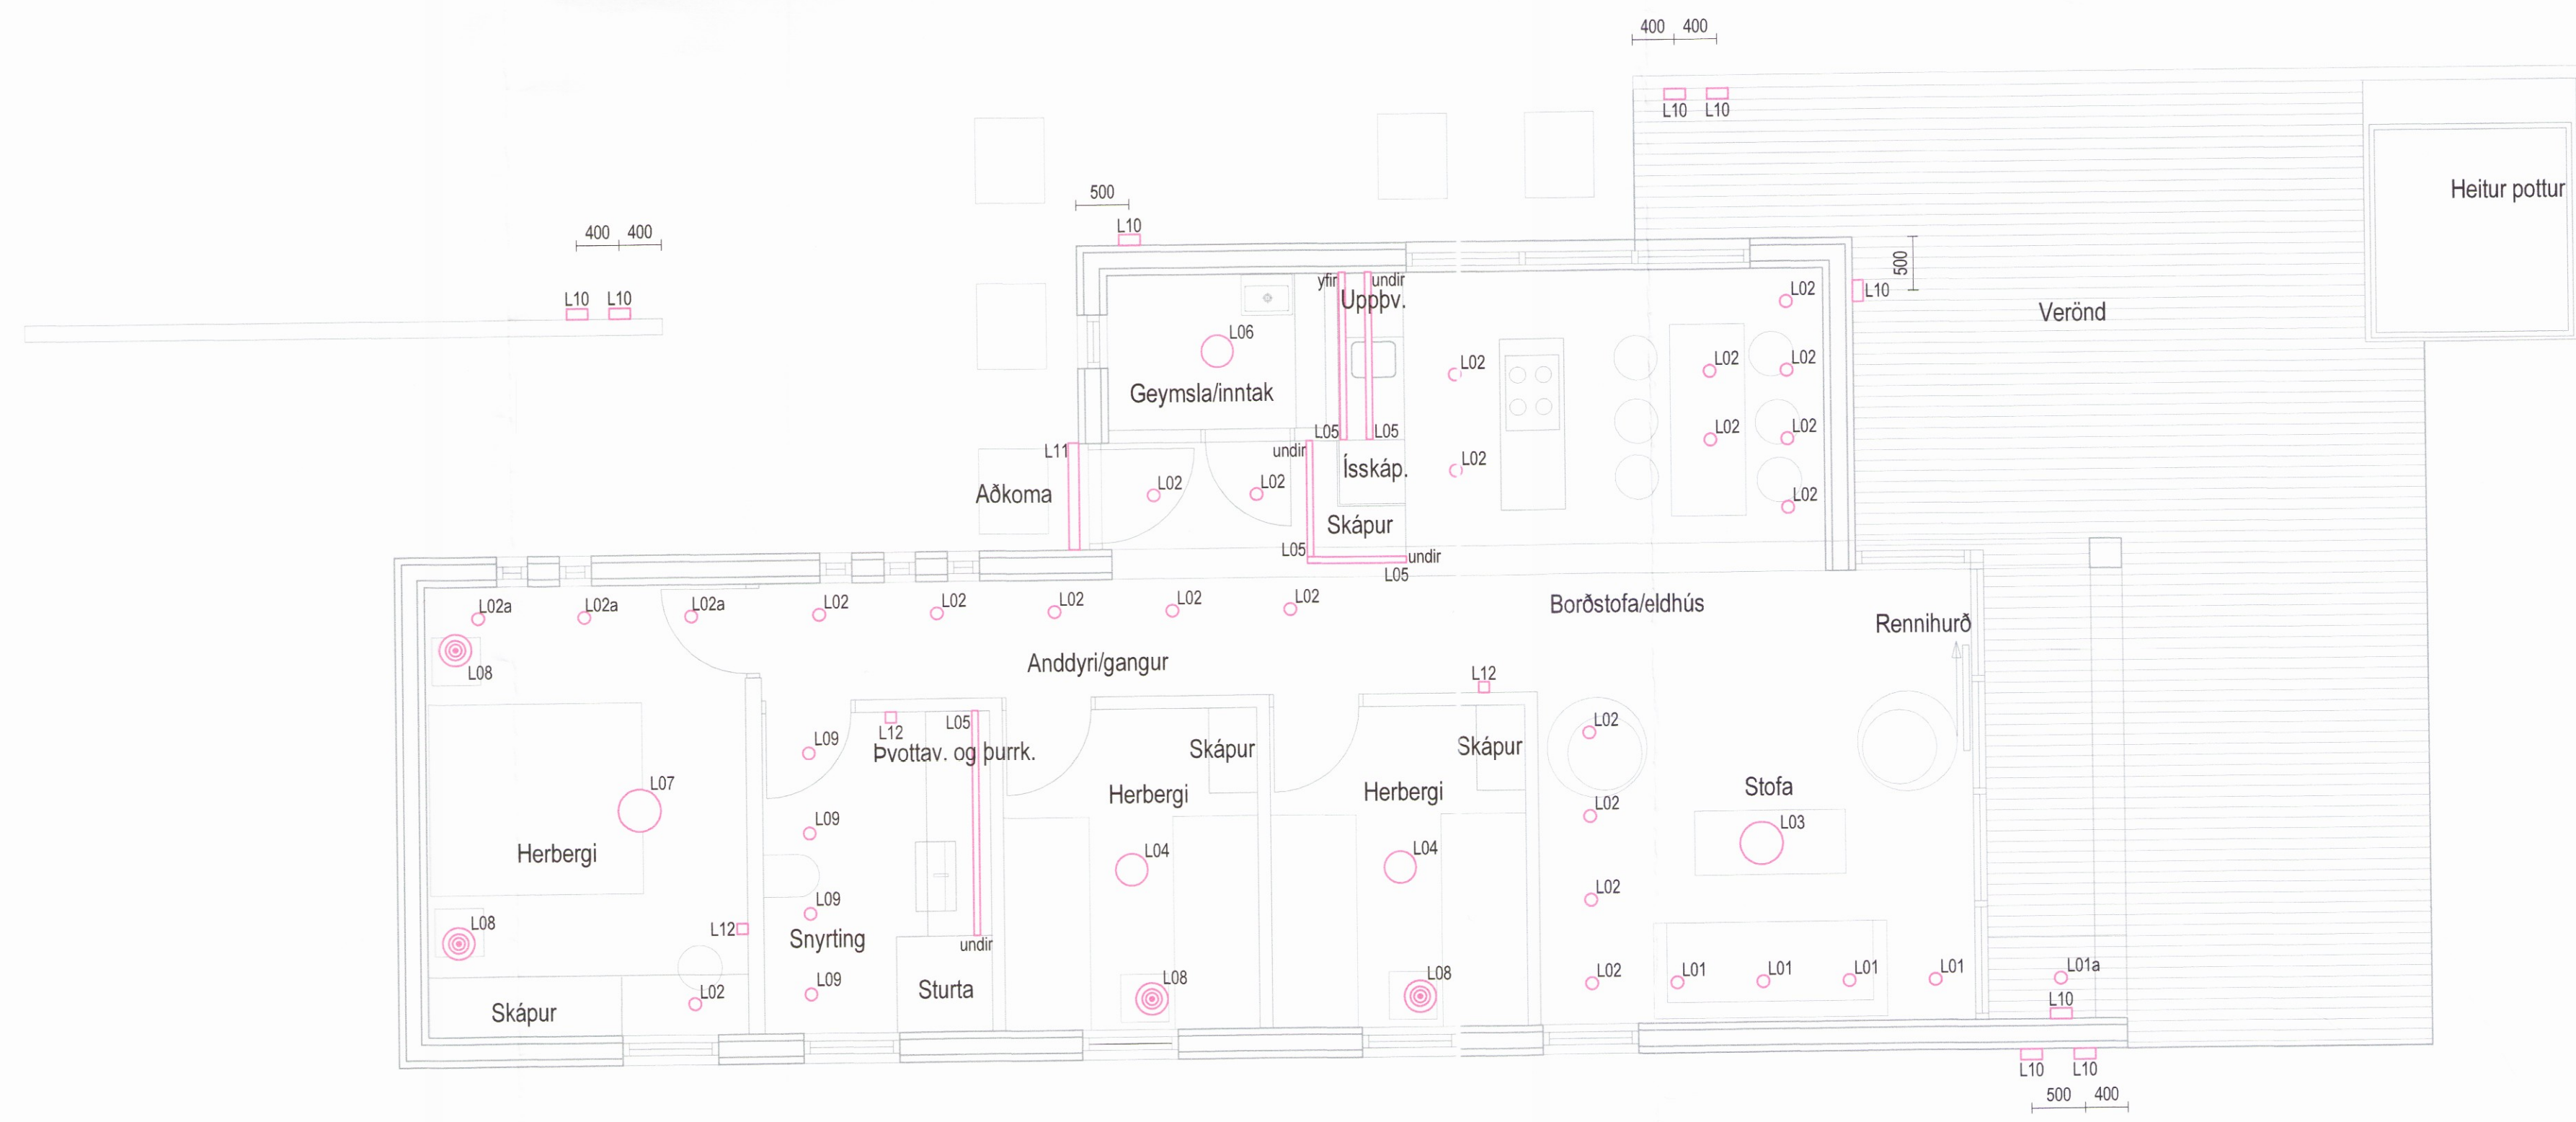 400 400
L10 L10
Heitur pottur
500
L10
400 400
L10 L10
500
L10
Verönd
yfir undir
Uppþv.
L02
L06
Geymsla/inntak
L02
L02 L02
L05 L05
L02 L02
L02
L11
undir
Ísskáp.
Aðkoma
L02 L02
L02
Skápur
L05
undir
L05
L02a L02a L02a L02 L02 L02 L02 L02
Borðstofa/eldhús
Rennihurð
Anddyri/gangur
L08
L12
L12
L05
L02
L09
Þvottav. og þurrk.
Skápur
Skápur
L07
Herbergi
Herbergi
Stofa
L02
L09
L03
Herbergi
L04
L04
L09
L02
L08
L12
Snyrting
undir
L08
L08
L02 L01 L01 L01 L01
L01a
L09
Sturta
L02
Skápur
L10
L10 L10
500 400